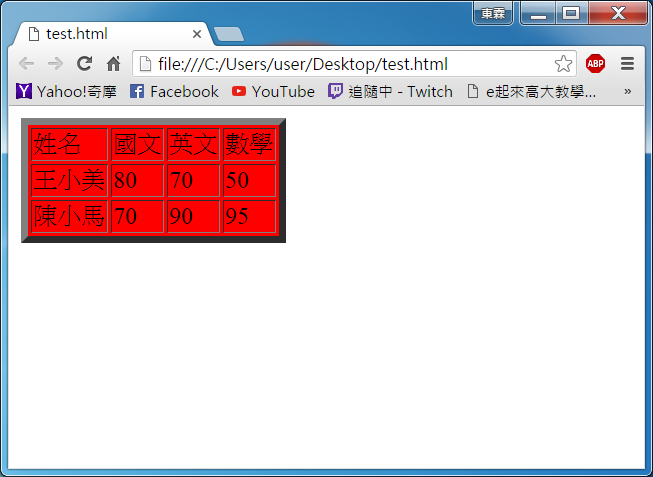 東霖
test.html
file:///C:/Users/user/Desktop/test.html
ABP
Yahoo!奇摩 Facebook YouTube 追隨中 - Twitch e起來高大教學... »
姓名 國文 英文 數學
王小美 80 70 50
陳小馬 70 90 95